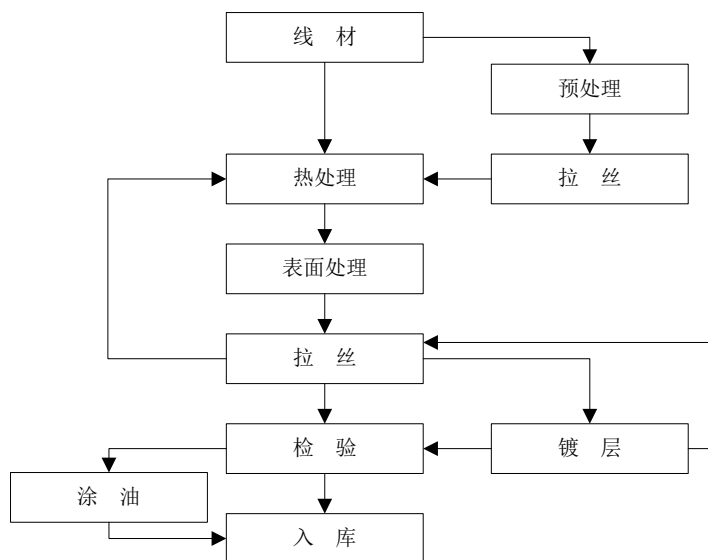 线 材
预处理
热处理
拉 丝
表面处理
拉 丝
检 验
镀 层
涂 油
入 库